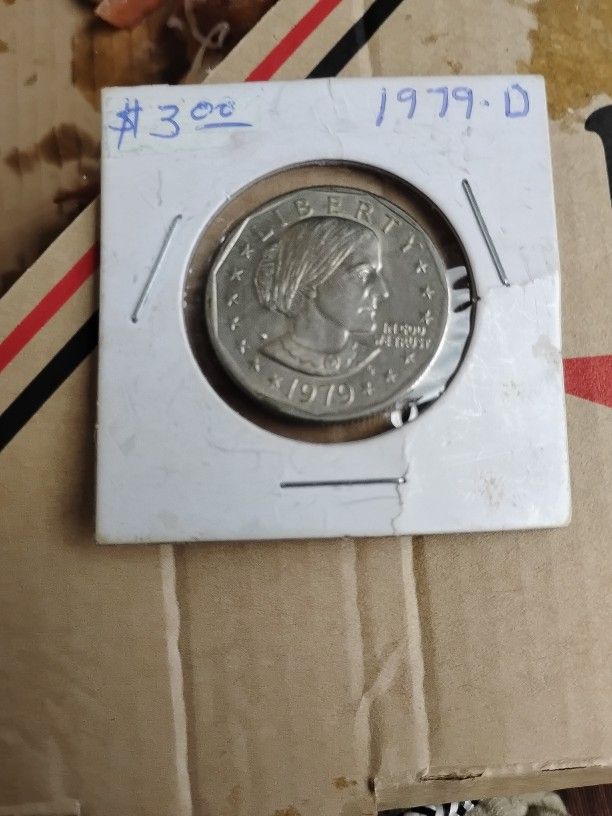 $3.00 1979-D
LIBERTY
IN GOD
WE TRUST
1979